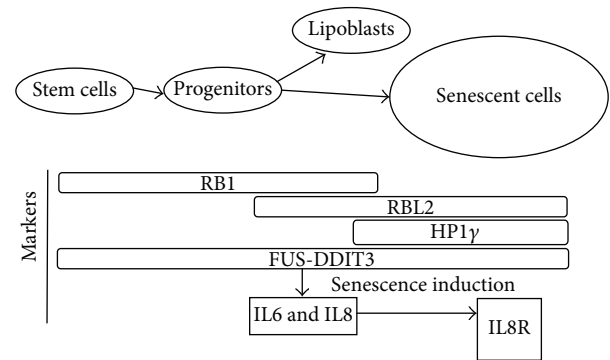 Lipoblasts
Stem cells
Progenitors
Senescent cells
Markers
RB1
RBL2
HP1γ
FUS-DDIT3
Senescence induction
IL6 and IL8
IL8R